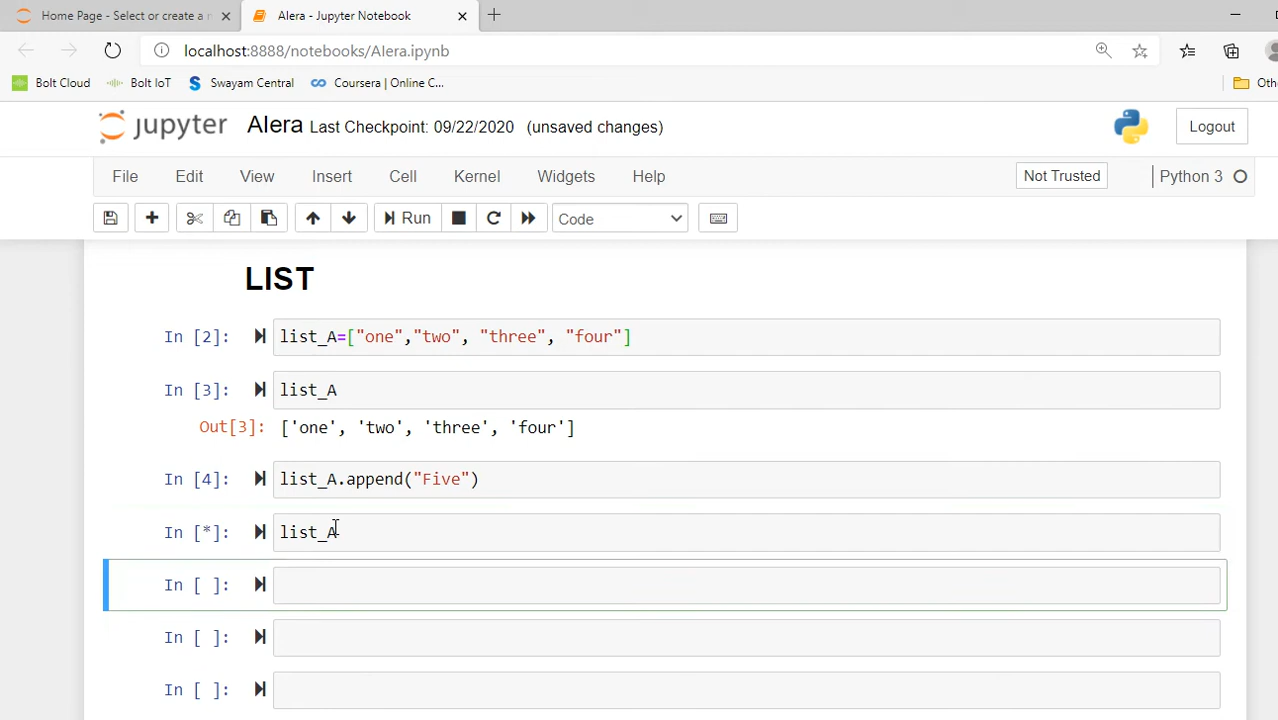 Home Page - Select or create a n
Alera - Jupyter Notebook
localhost:8888/notebooks/Alera.ipynb
Bolt Cloud
Bolt IoT
Swayam Central
Coursera | Online C...
Othe
jupyter
Alera Last Checkpoint: 09/22/2020 (unsaved changes)
Logout
File Edit View Insert Cell Kernel Widgets Help
Not Trusted
Python 3
Run
Code
LIST
In [2]: list_A=["one","two", "three", "four"]
In [3]: list_A
Out[3]: ['one', 'two', 'three', 'four']
In [4]: list_A.append("Five")
In [*]: list_A
In [ ]:
In [ ]:
In [ ]: